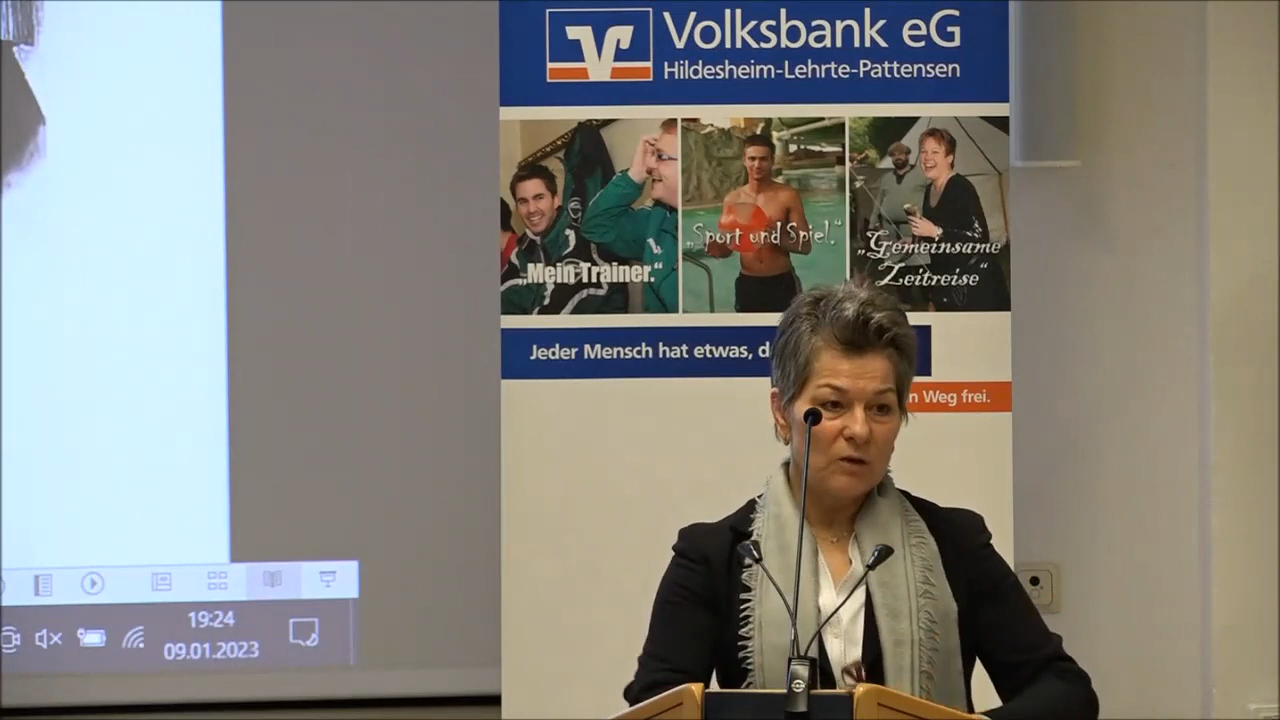 Volksbank eG
Hildesheim-Lehrte-Pattensen
„Mein Trainer.“
„Sport und Spiel.“
„Gemeinsame
Zeitreise“
Jeder Mensch hat etwas, d
n Weg frei.
19:24
09.01.2023